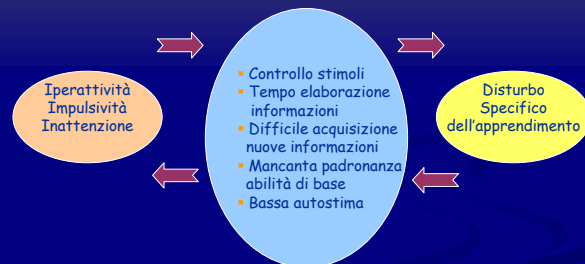 Iperattività
Impulsività
Inattenzione
▪ Controllo stimoli
▪ Tempo elaborazione
informazioni
▪ Difficile acquisizione
nuove informazioni
▪ Mancanta padronanza
abilità di base
▪ Bassa autostima
Disturbo
Specifico
dell'apprendimento